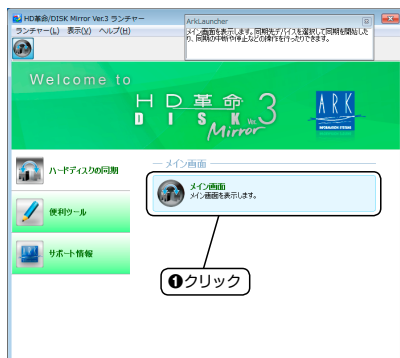 HD革命/DISK Mirror Ver.3 ランチャー
ランチャー(L) 表示(V) ヘルプ(H)
ArkLauncher
メイン画面を表示します。同期先デバイスを選択して同期を開始した
り、同期の中断や停止などの操作を行ったりできます。
Welcome to
HD革命
DISK Ver. 3
Mirror
ARK
INFORMATION SYSTEMS
ハードディスクの同期
便利ツール
サポート情報
メイン画面
メイン画面
メイン画面を表示します。
❶クリック